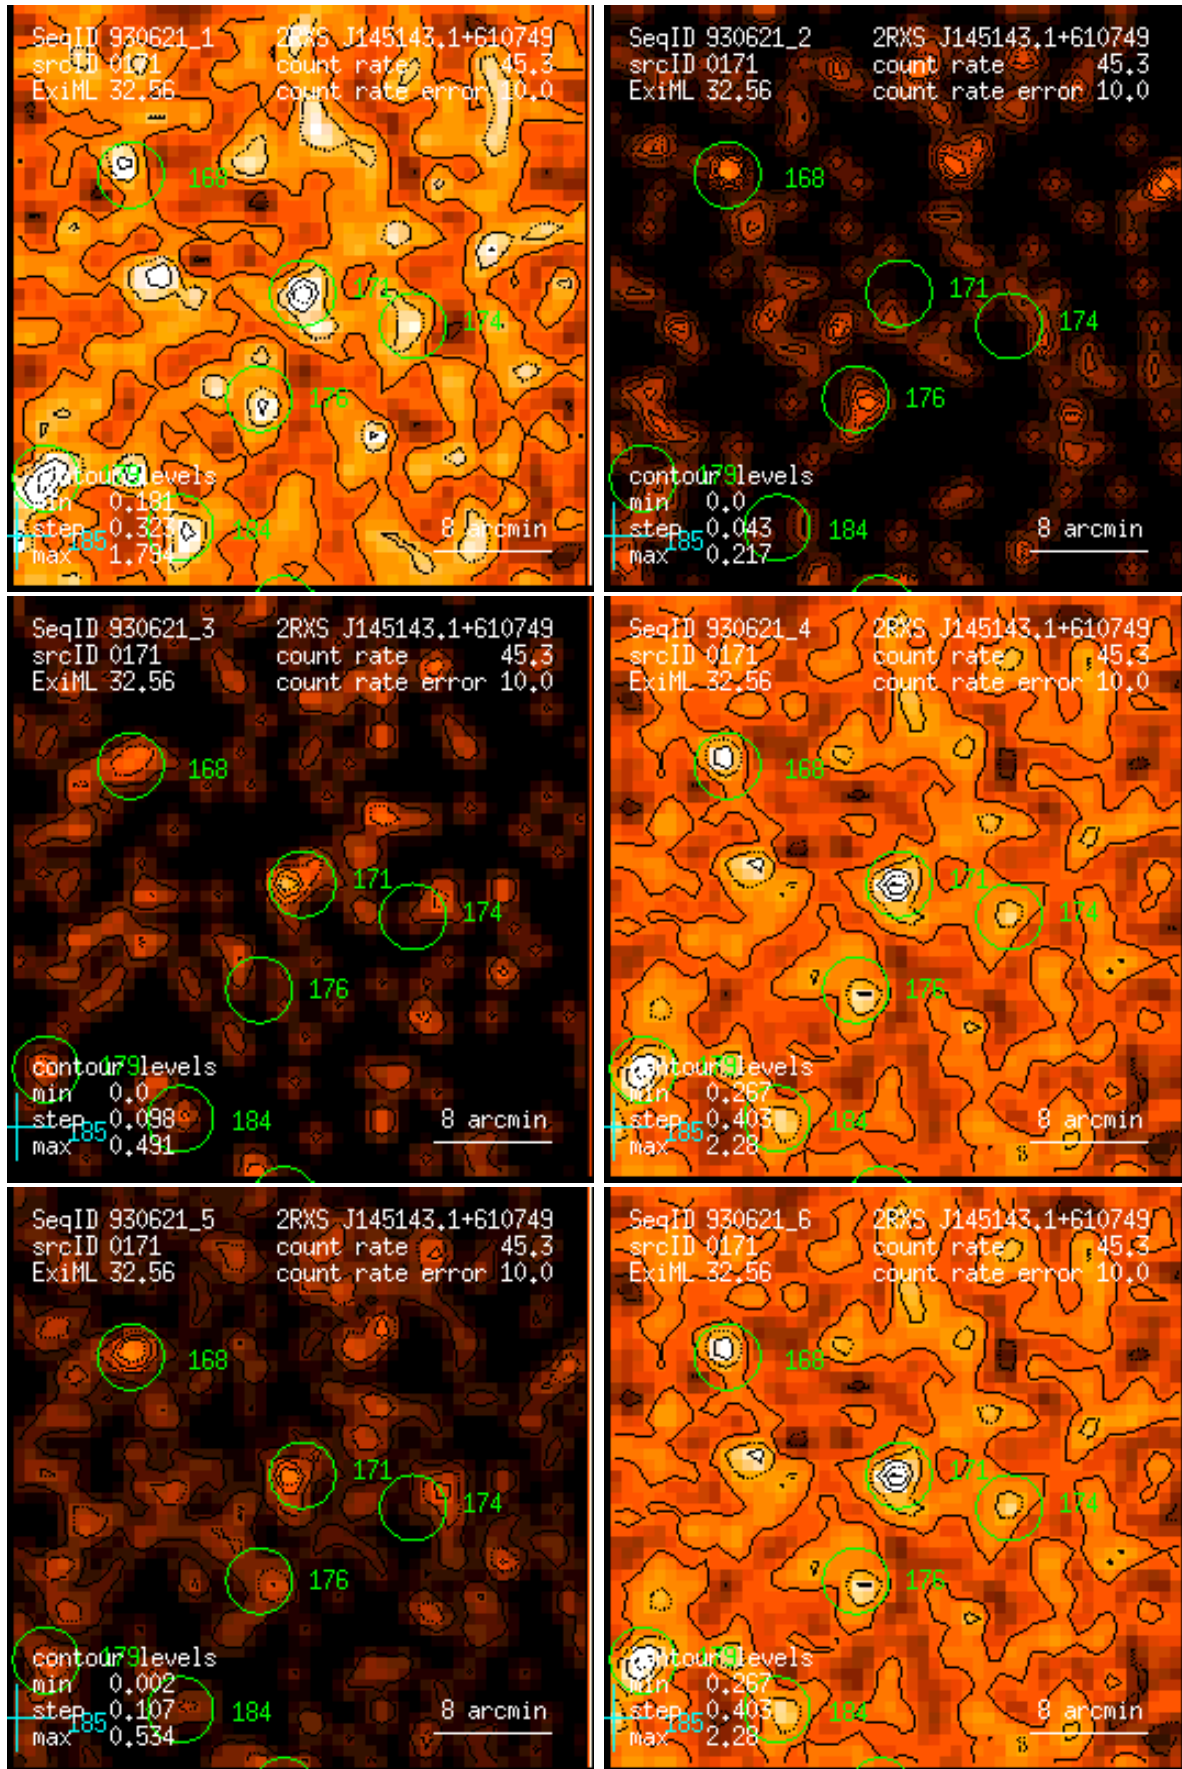 SeqID 930621_1 2RXS J145143.1+610749
srcID 0171 count rate 45.3
ExiML 32.56 count rate error 10.0
168
171
174
176
contour levels 179
min 0.181
step 0.323 184 8 arcmin
185
max 1.794
SeqID 930621_2 2RXS J145143.1+610749
srcID 0171 count rate 45.3
ExiML 32.56 count rate error 10.0
168
171
174
176
contour levels 179
min 0.0
step 0.043 184 8 arcmin
185
max 0.217
SeqID 930621_3 2RXS J145143.1+610749
srcID 0171 count rate 45.3
ExiML 32.56 count rate error 10.0
168
171
174
176
contour levels 179
min 0.0
step 0.098 184 8 arcmin
185
max 0.491
SeqID 930621_4 2RXS J145143.1+610749
srcID 0171 count rate 45.3
ExiML 32.56 count rate error 10.0
168
171
174
176
contour levels 179
min 0.267
step 0.403 184 8 arcmin
185
max 2.28
SeqID 930621_5 2RXS J145143.1+610749
srcID 0171 count rate 45.3
ExiML 32.56 count rate error 10.0
168
171
174
176
contour levels 179
min 0.002
step 0.107 184 8 arcmin
185
max 0.534
SeqID 930621_6 2RXS J145143.1+610749
srcID 0171 count rate 45.3
ExiML 32.56 count rate error 10.0
168
171
174
176
contour levels 179
min 0.267
step 0.403 184 8 arcmin
185
max 2.28